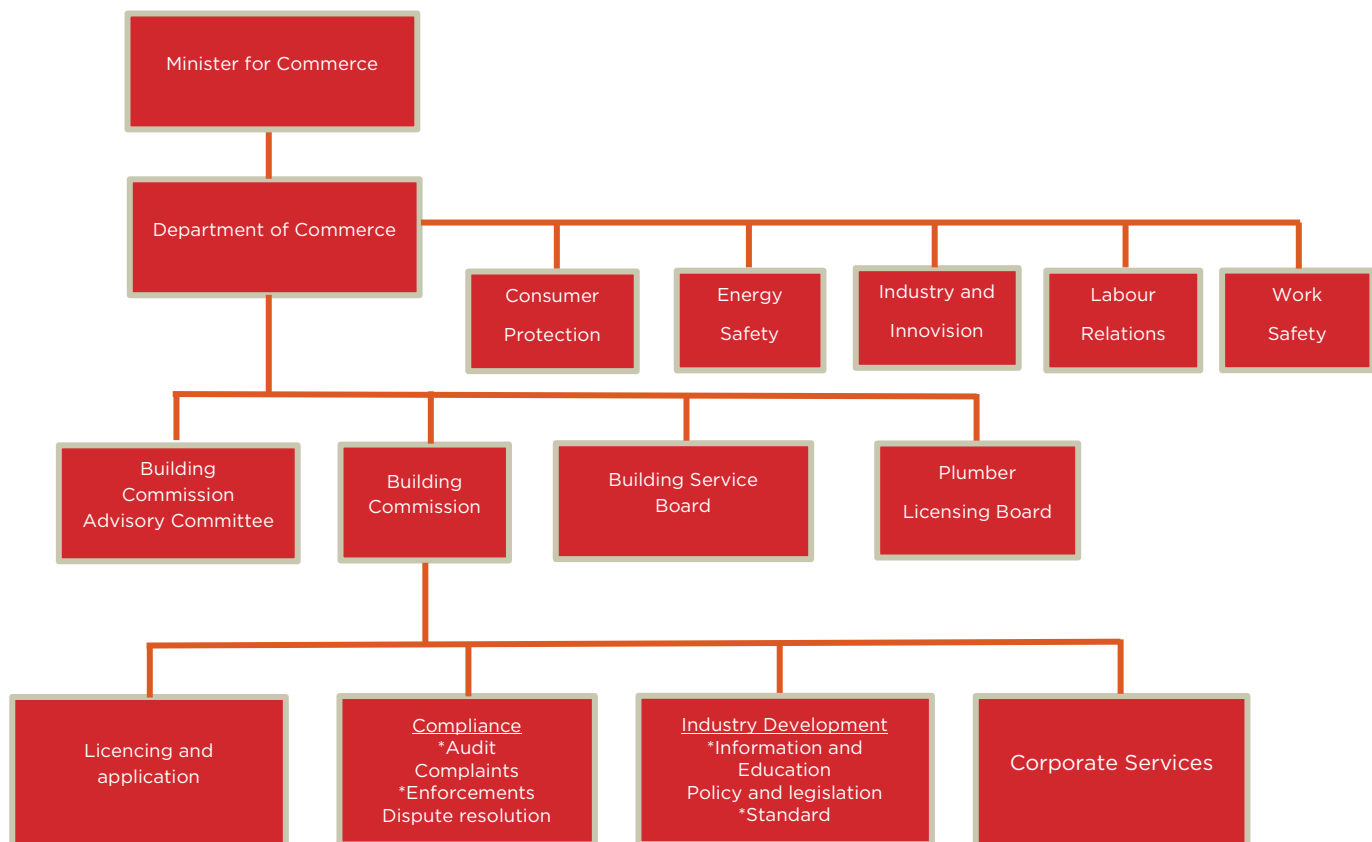 Minister for Commerce
Department of Commerce
Consumer
Protection
Energy
Safety
Industry and
Innovision
Labour
Relations
Work
Safety
Building
Commission
Advisory Committee
Building
Commission
Building Service
Board
Plumber
Licensing Board
Licencing and
application
Compliance
*Audit
Complaints
*Enforcements
Dispute resolution
Industry Development
*Information and
Education
Policy and legislation
*Standard
Corporate Services